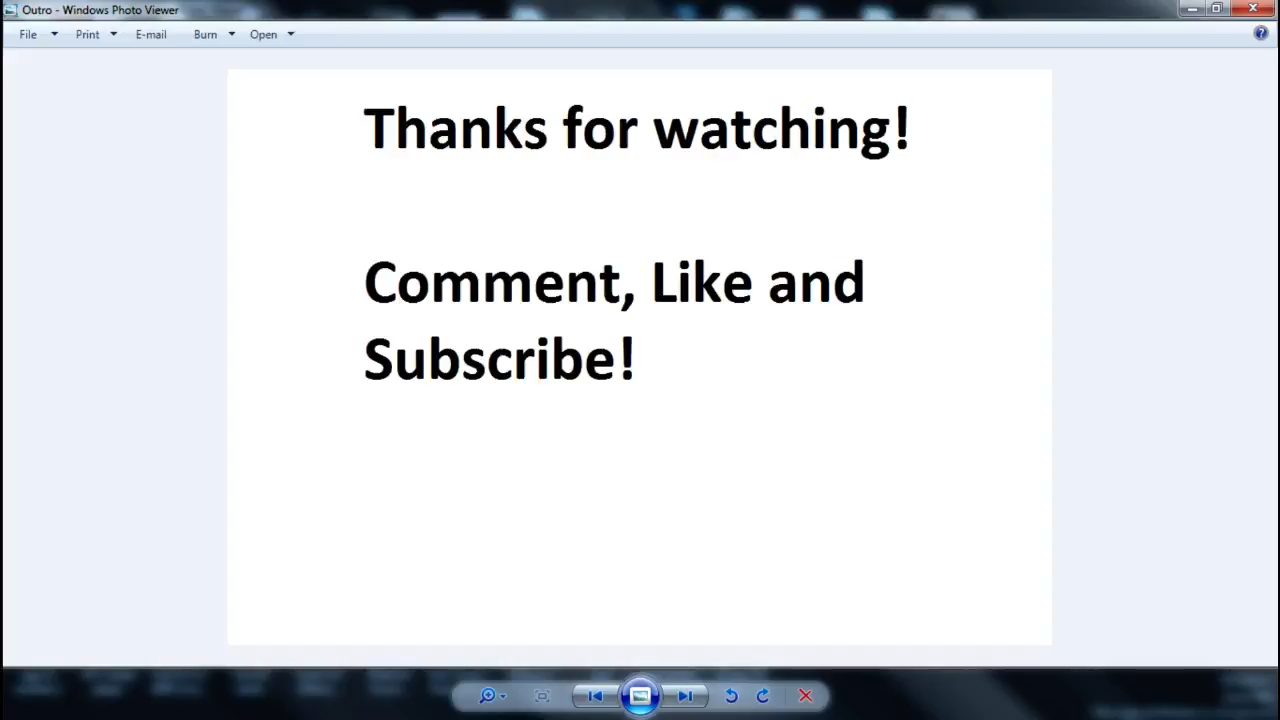 Outro - Windows Photo Viewer
File Print E-mail Burn Open
Thanks for watching!
Comment, Like and
Subscribe!